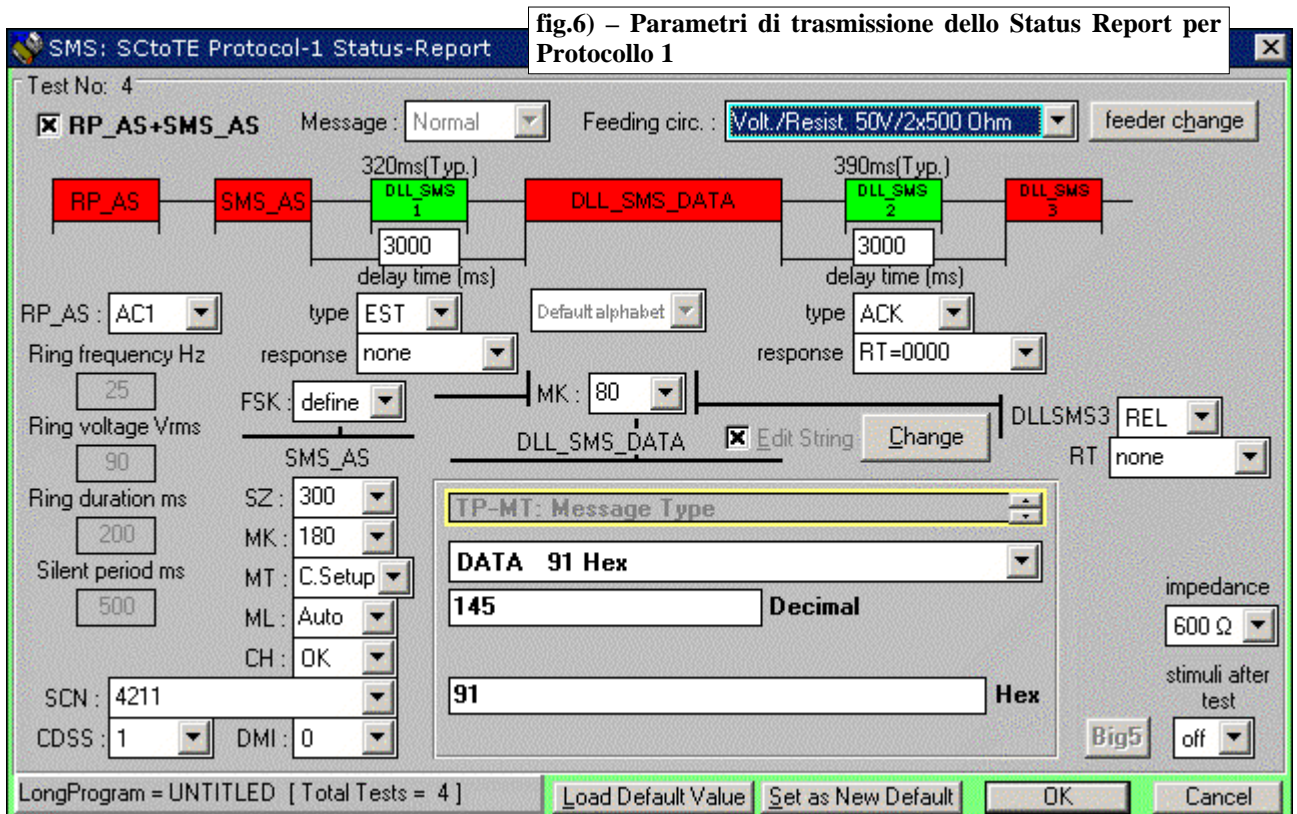 fig.6) – Parametri di trasmissione dello Status Report per
Protocollo 1
SMS: SCtoTE Protocol-1 Status-Report
Test No: 4
RP_AS+SMS_AS
Message : Normal
Feeding circ. : Volt./Resist. 50V/2x500 Ohm
feeder change
320ms(Typ.)
390ms(Typ.)
RP_AS
SMS_AS
DLL_SMS
1
DLL_SMS_DATA
DLL_SMS
2
DLL_SMS
3
3000
delay time (ms)
3000
delay time (ms)
RP_AS : AC1
type EST
Default alphabet
type ACK
Ring frequency Hz
response none
response RT=0000
25
FSK : define
MK : 80
DLLSMS3 REL
Ring voltage Vrms
90
SMS_AS
DLL_SMS_DATA
Edit String
Change
RT none
Ring duration ms
200
SZ : 300
TP-MT: Message Type
MK : 180
Silent period ms
500
MT : C.Setup
DATA 91 Hex
ML : Auto
145 Decimal
impedance
600 Ω
CH : OK
SCN : 4211
91 Hex
stimuli after
test
CDSS : 1
DMI : 0
Big5
off
LongProgram = UNTITLED [ Total Tests = 4 ]
Load Default Value
Set as New Default
OK
Cancel